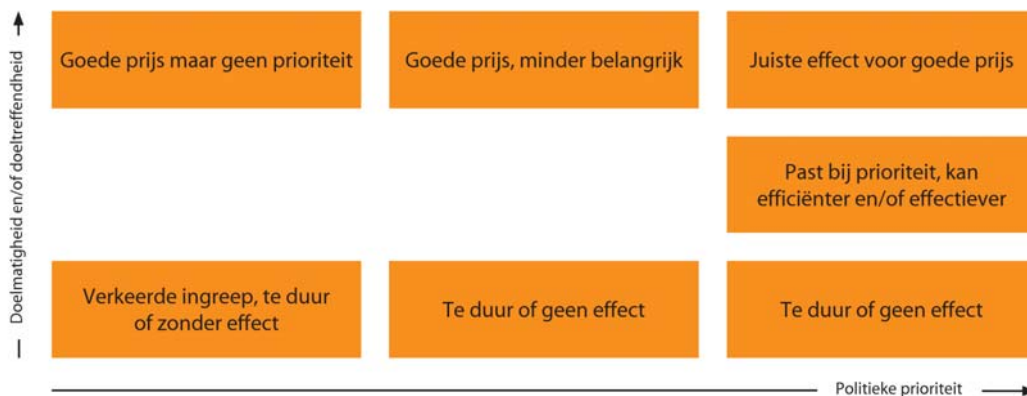 Doelmatigheid en/of doeltreffendheid
Goede prijs maar geen prioriteit
Goede prijs, minder belangrijk
Juiste effect voor goede prijs
Past bij prioriteit, kan
efficiënter en/of effectiever
Verkeerde ingreep, te duur
of zonder effect
Te duur of geen effect
Te duur of geen effect
Politieke prioriteit